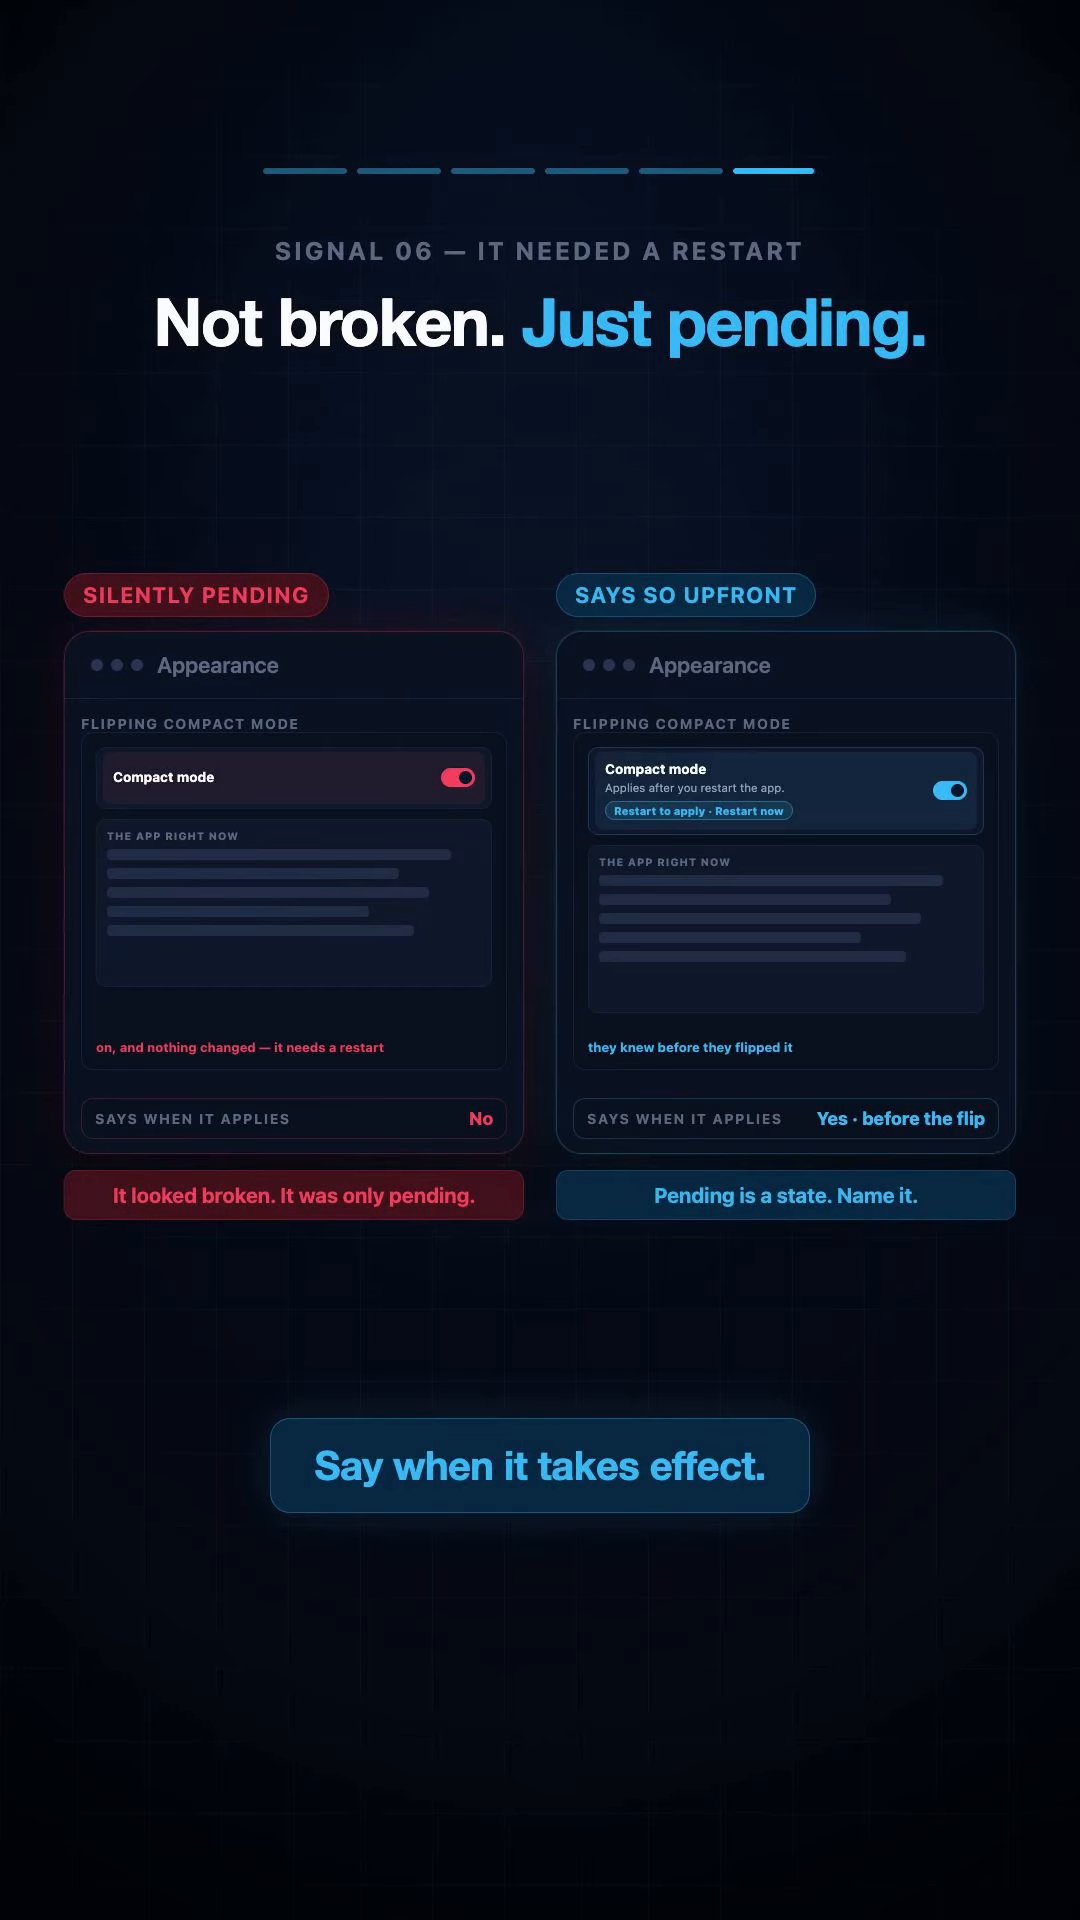 SIGNAL 06 — IT NEEDED A RESTART
Not broken. Just pending.
SILENTLY PENDING
Appearance
FLIPPING COMPACT MODE
Compact mode
THE APP RIGHT NOW
on, and nothing changed — it needs a restart
SAYS WHEN IT APPLIES No
It looked broken. It was only pending.
SAYS SO UPFRONT
Appearance
FLIPPING COMPACT MODE
Compact mode
Applies after you restart the app.
Restart to apply · Restart now
THE APP RIGHT NOW
they knew before they flipped it
SAYS WHEN IT APPLIES Yes · before the flip
Pending is a state. Name it.
Say when it takes effect.